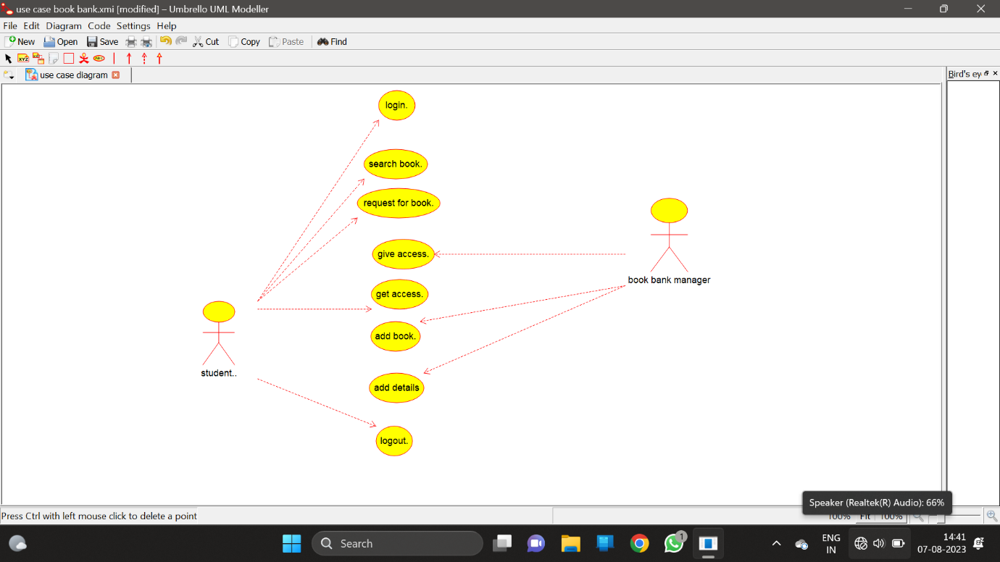 use case book bank.xmi [modified] – Umbrello UML Modeller
File Edit Diagram Code Settings Help
New Open Save Cut Copy Paste Find
XYZ ABC
use case diagram
Bird's ey
login.
search book.
request for book.
give access.
book bank manager
get access.
add book.
student..
add details
logout.
Speaker (Realtek(R) Audio): 66%
Press Ctrl with left mouse click to delete a point
100% Fit 100%
Search
1
ENG
IN
14:41
07-08-2023